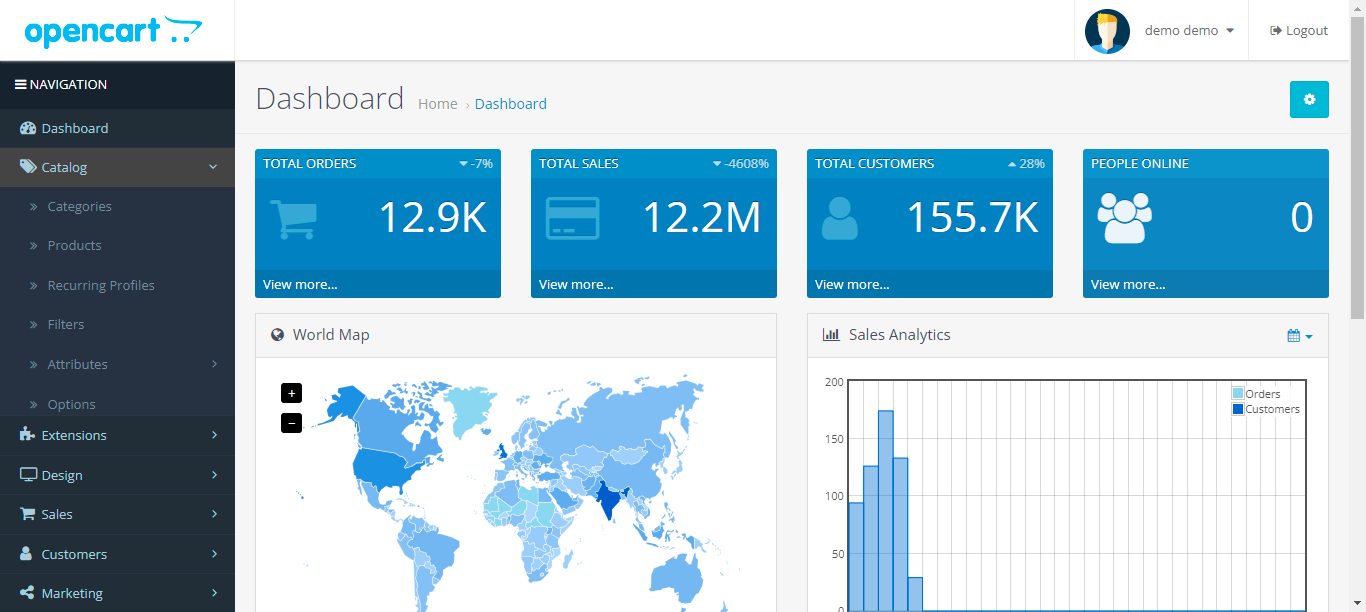 opencart
demo demo
Logout
NAVIGATION
Dashboard
Catalog
Categories
Products
Recurring Profiles
Filters
Attributes
Options
Extensions
Design
Sales
Customers
Marketing
Dashboard
Home › Dashboard
TOTAL ORDERS -7%
12.9K
View more...
TOTAL SALES -4608%
12.2M
View more...
TOTAL CUSTOMERS 28%
155.7K
View more...
PEOPLE ONLINE
0
View more...
World Map
+
−
Sales Analytics
200
150
100
50
0
Orders
Customers